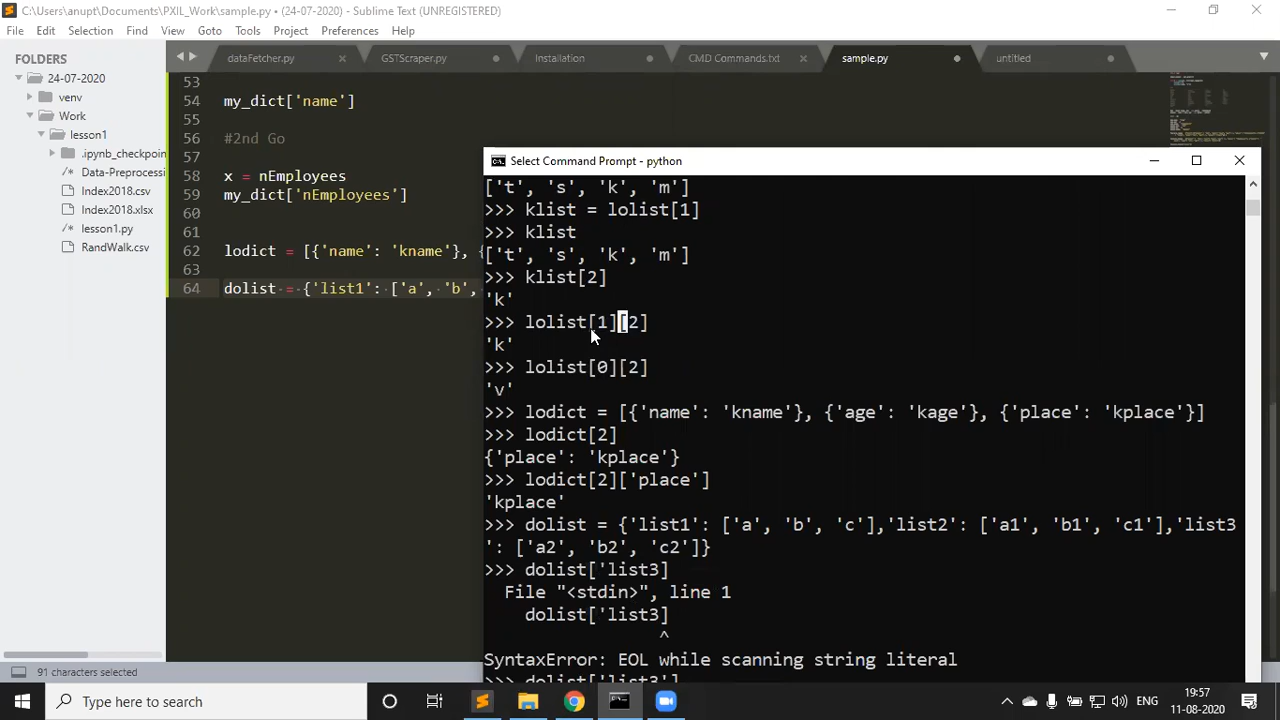 C:\Users\anupt\Documents\PXIL_Work\sample.py (24-07-2020) - Sublime Text (UNREGISTERED)
File Edit Selection Find View Goto Tools Project Preferences Help
FOLDERS
24-07-2020
venv
Work
lesson1
.ipynb_checkpoin
Data-Preprocessi
Index2018.csv
Index2018.xlsx
lesson1.py
RandWalk.csv
dataFetcher.py GSTScraper.py Installation CMD Commands.txt sample.py untitled
53
54 my_dict['name']
55
56 #2nd Go
57
58 x = nEmployees
59 my_dict['nEmployees']
60
61
62 lodict = [{'name': 'kname'}, {
63
64 dolist = {'list1': ['a', 'b',
Select Command Prompt - python
['t', 's', 'k', 'm']
>>> klist = lolist[1]
>>> klist
['t', 's', 'k', 'm']
>>> klist[2]
'k'
>>> lolist[1][2]
'k'
>>> lolist[0][2]
'v'
>>> lodict = [{'name': 'kname'}, {'age': 'kage'}, {'place': 'kplace'}]
>>> lodict[2]
{'place': 'kplace'}
>>> lodict[2]['place']
'kplace'
>>> dolist = {'list1': ['a', 'b', 'c'],'list2': ['a1', 'b1', 'c1'],'list3
': ['a2', 'b2', 'c2']}
>>> dolist['list3]
File "<stdin>", line 1
dolist['list3]
^
SyntaxError: EOL while scanning string literal
>>> dolist['list3']
91 characters selected
Type here to search
ENG
19:57
11-08-2020